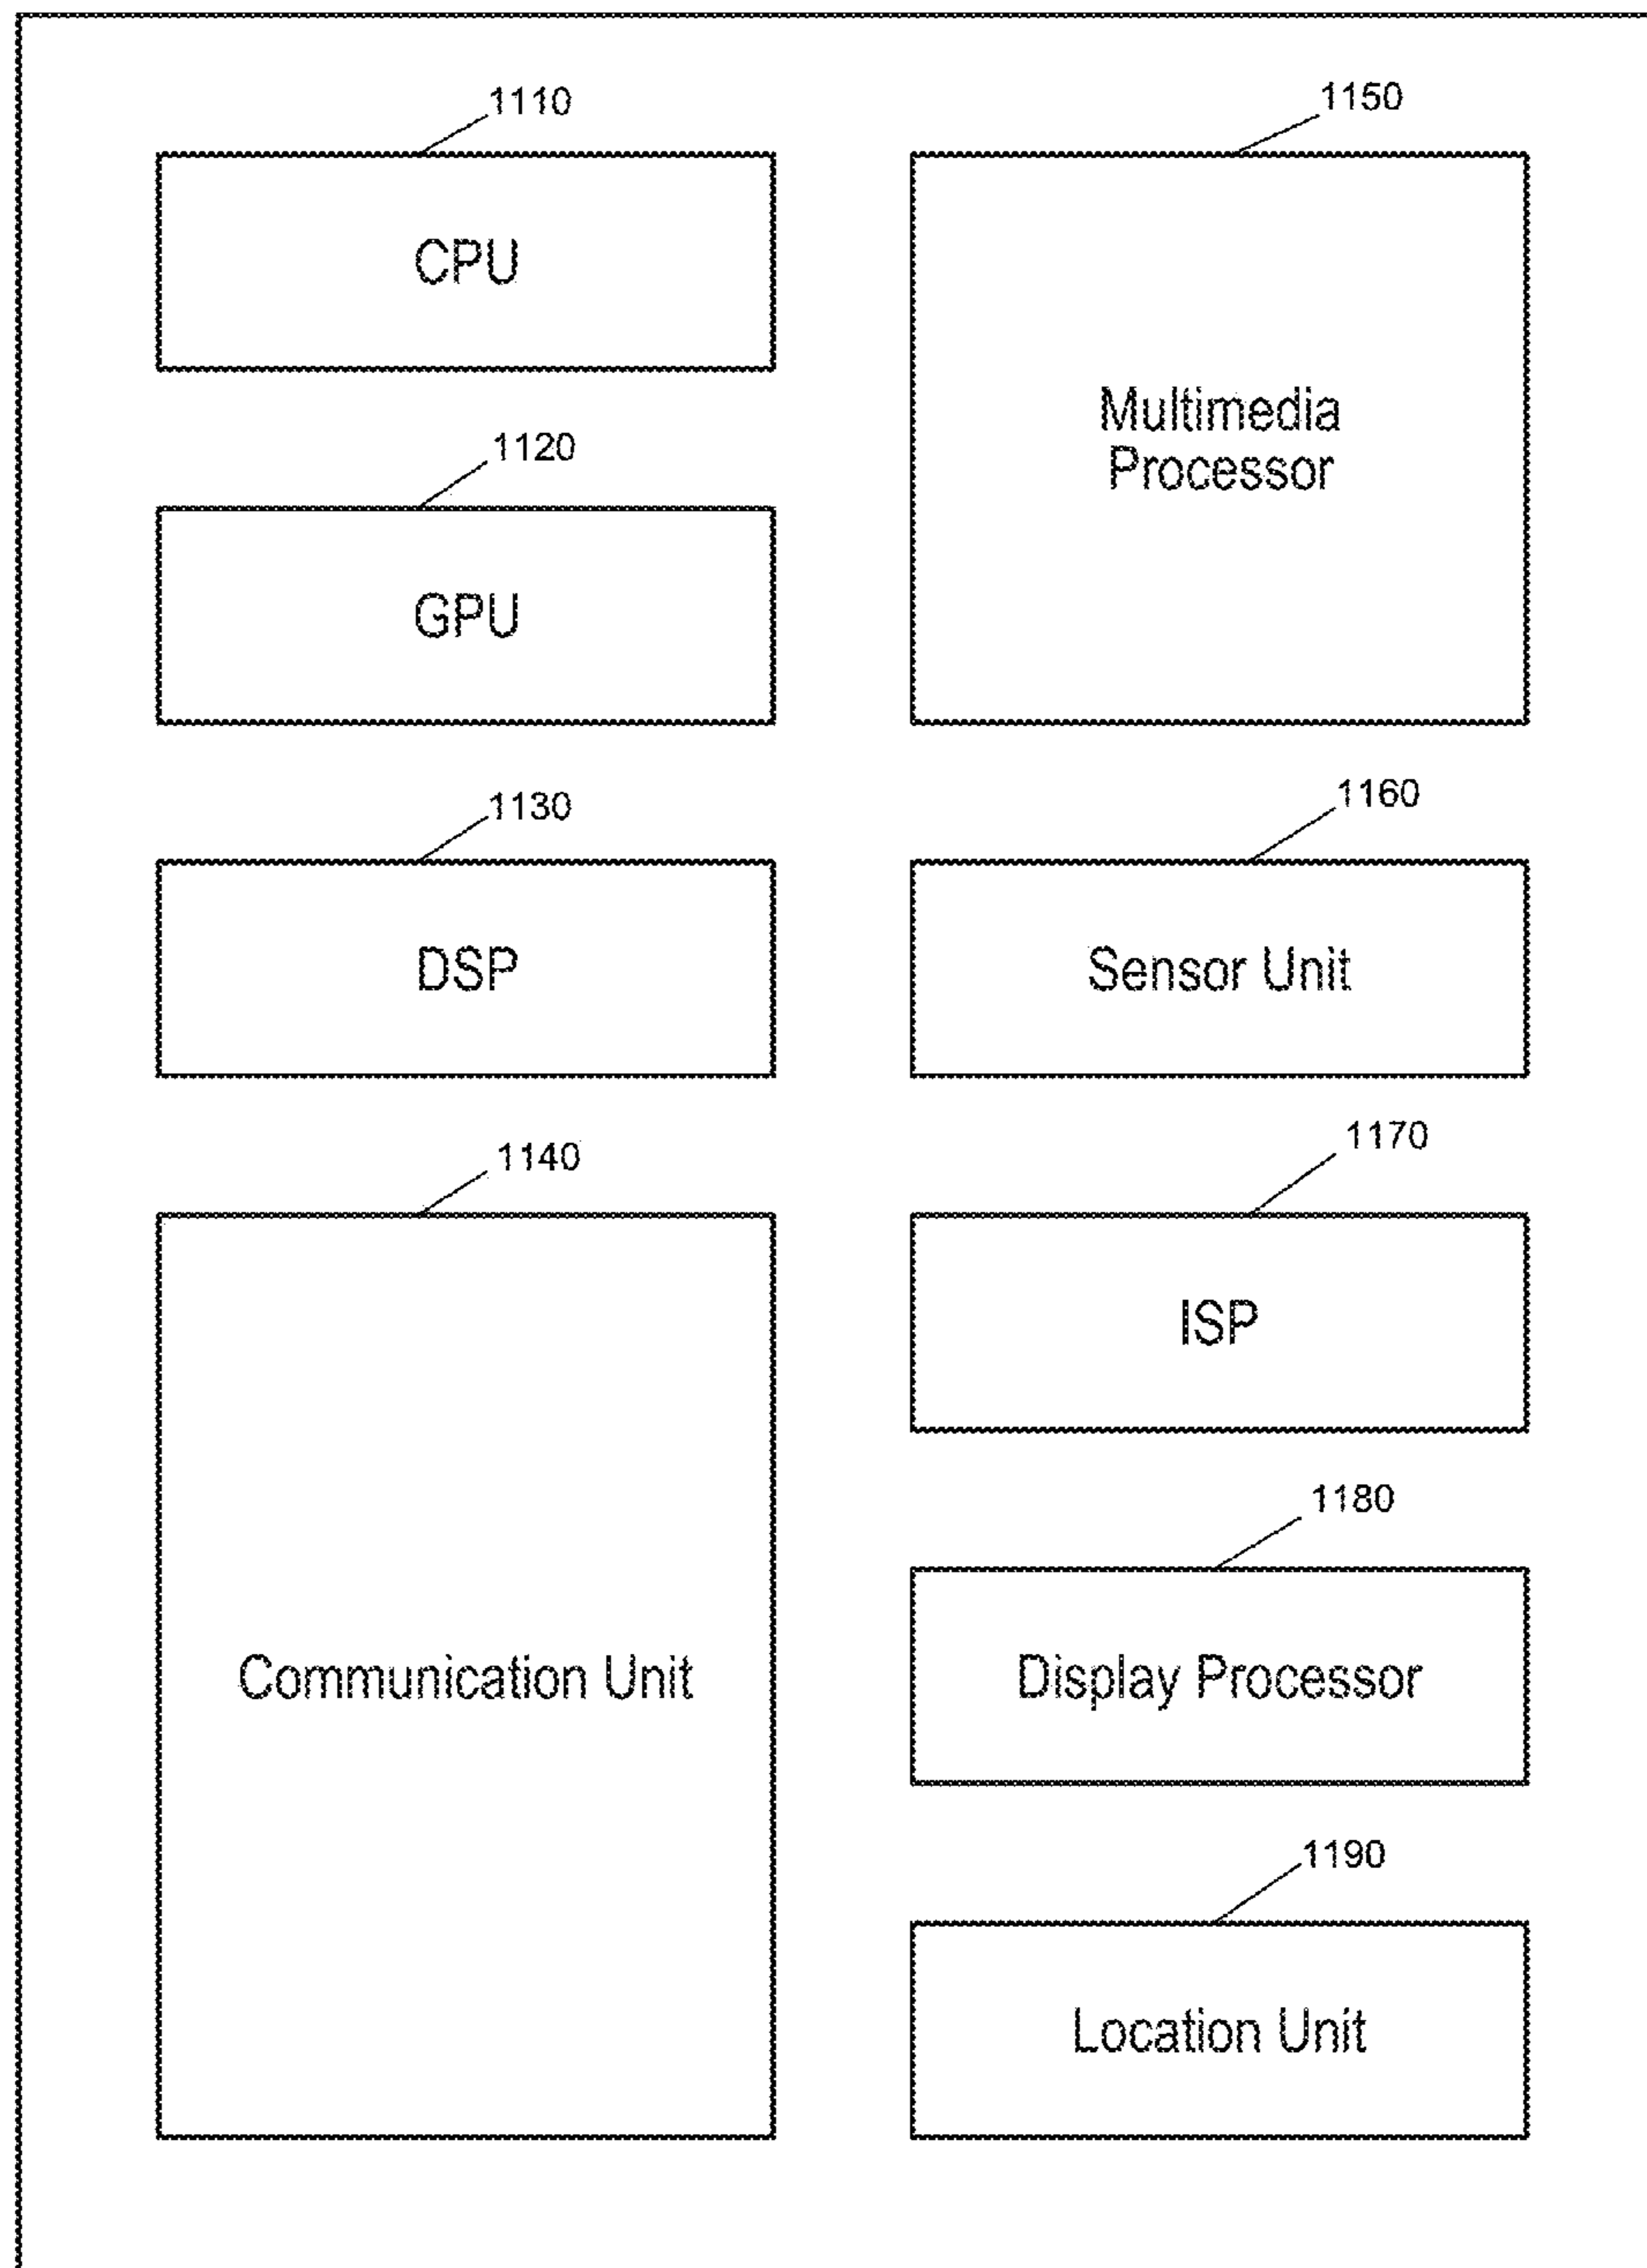 1110
CPU
1120
GPU
1130
DSP
1140
Communication Unit
1150
Multimedia
Processor
1160
Sensor Unit
1170
ISP
1180
Display Processor
1190
Location Unit